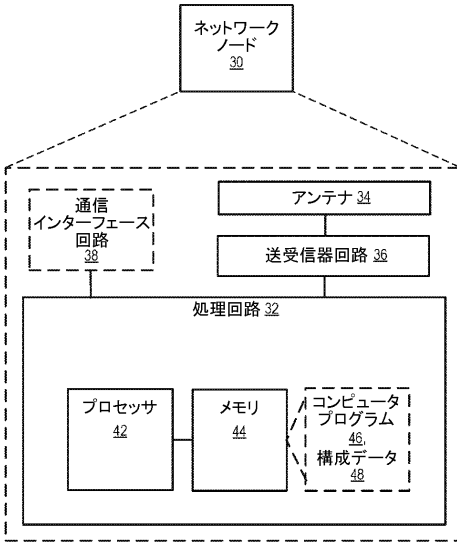 ネットワーク
ノード
30
通信
インターフェース
回路
38
アンテナ 34
送受信器回路 36
処理回路 32
プロセッサ
42
メモリ
44
コンピュータ
プログラム
46,
構成データ
48